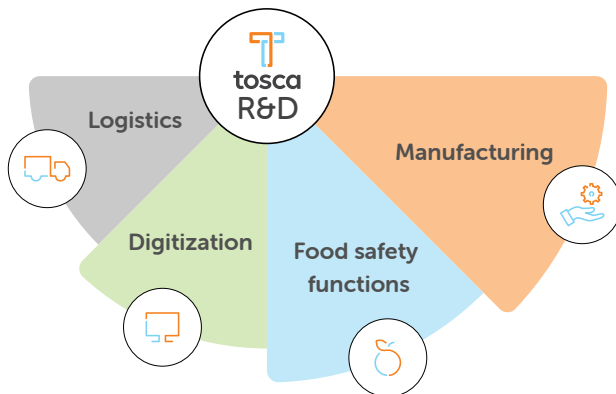 tosca
R&D
Logistics
Manufacturing
Digitization
Food safety
functions